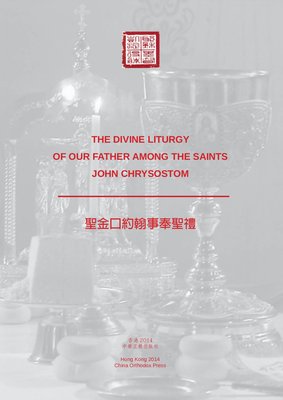 THE DIVINE LITURGY
OF OUR FATHER AMONG THE SAINTS
JOHN CHRYSOSTOM
聖金口約翰事奉聖禮
香港 2014
中華正教出版社
Hong Kong 2014
China Orthodox Press